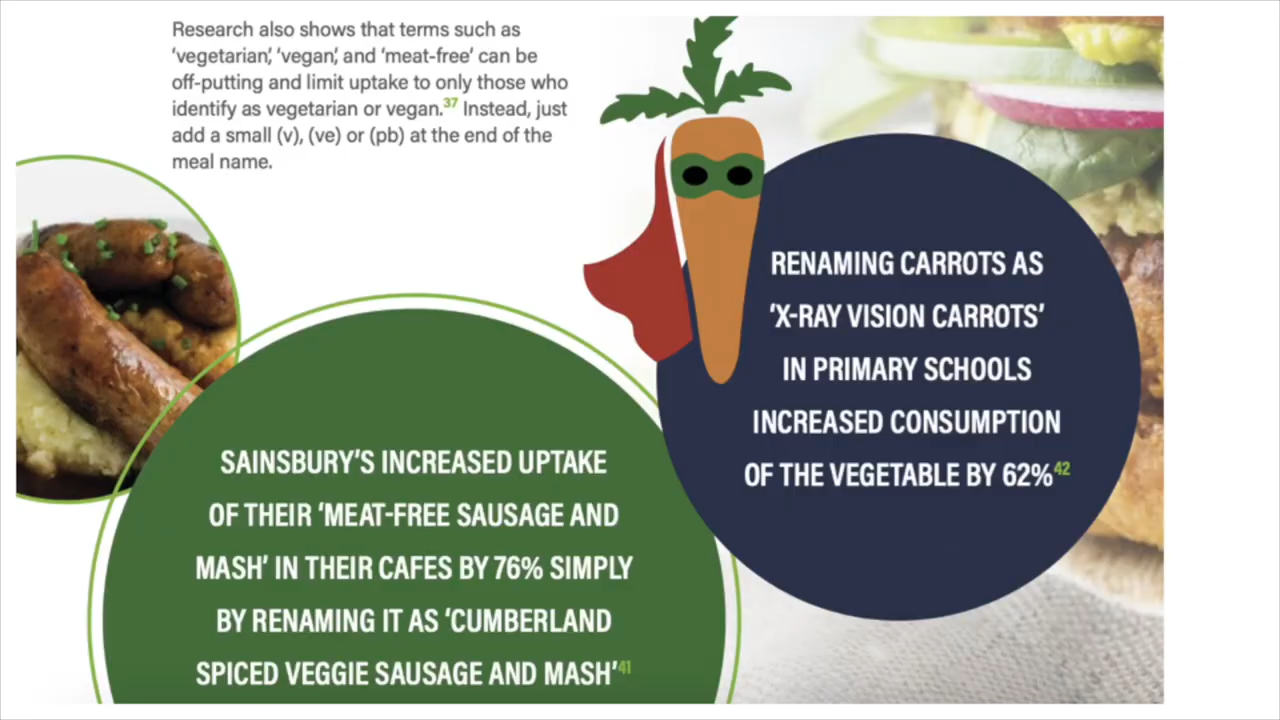 Research also shows that terms such as
‘vegetarian’, ‘vegan’, and ‘meat-free’ can be
off-putting and limit uptake to only those who
identify as vegetarian or vegan.37 Instead, just
add a small (v), (ve) or (pb) at the end of the
meal name.
RENAMING CARROTS AS
‘X-RAY VISION CARROTS’
IN PRIMARY SCHOOLS
INCREASED CONSUMPTION
OF THE VEGETABLE BY 62%42
SAINSBURY’S INCREASED UPTAKE
OF THEIR ‘MEAT-FREE SAUSAGE AND
MASH’ IN THEIR CAFES BY 76% SIMPLY
BY RENAMING IT AS ‘CUMBERLAND
SPICED VEGGIE SAUSAGE AND MASH’41